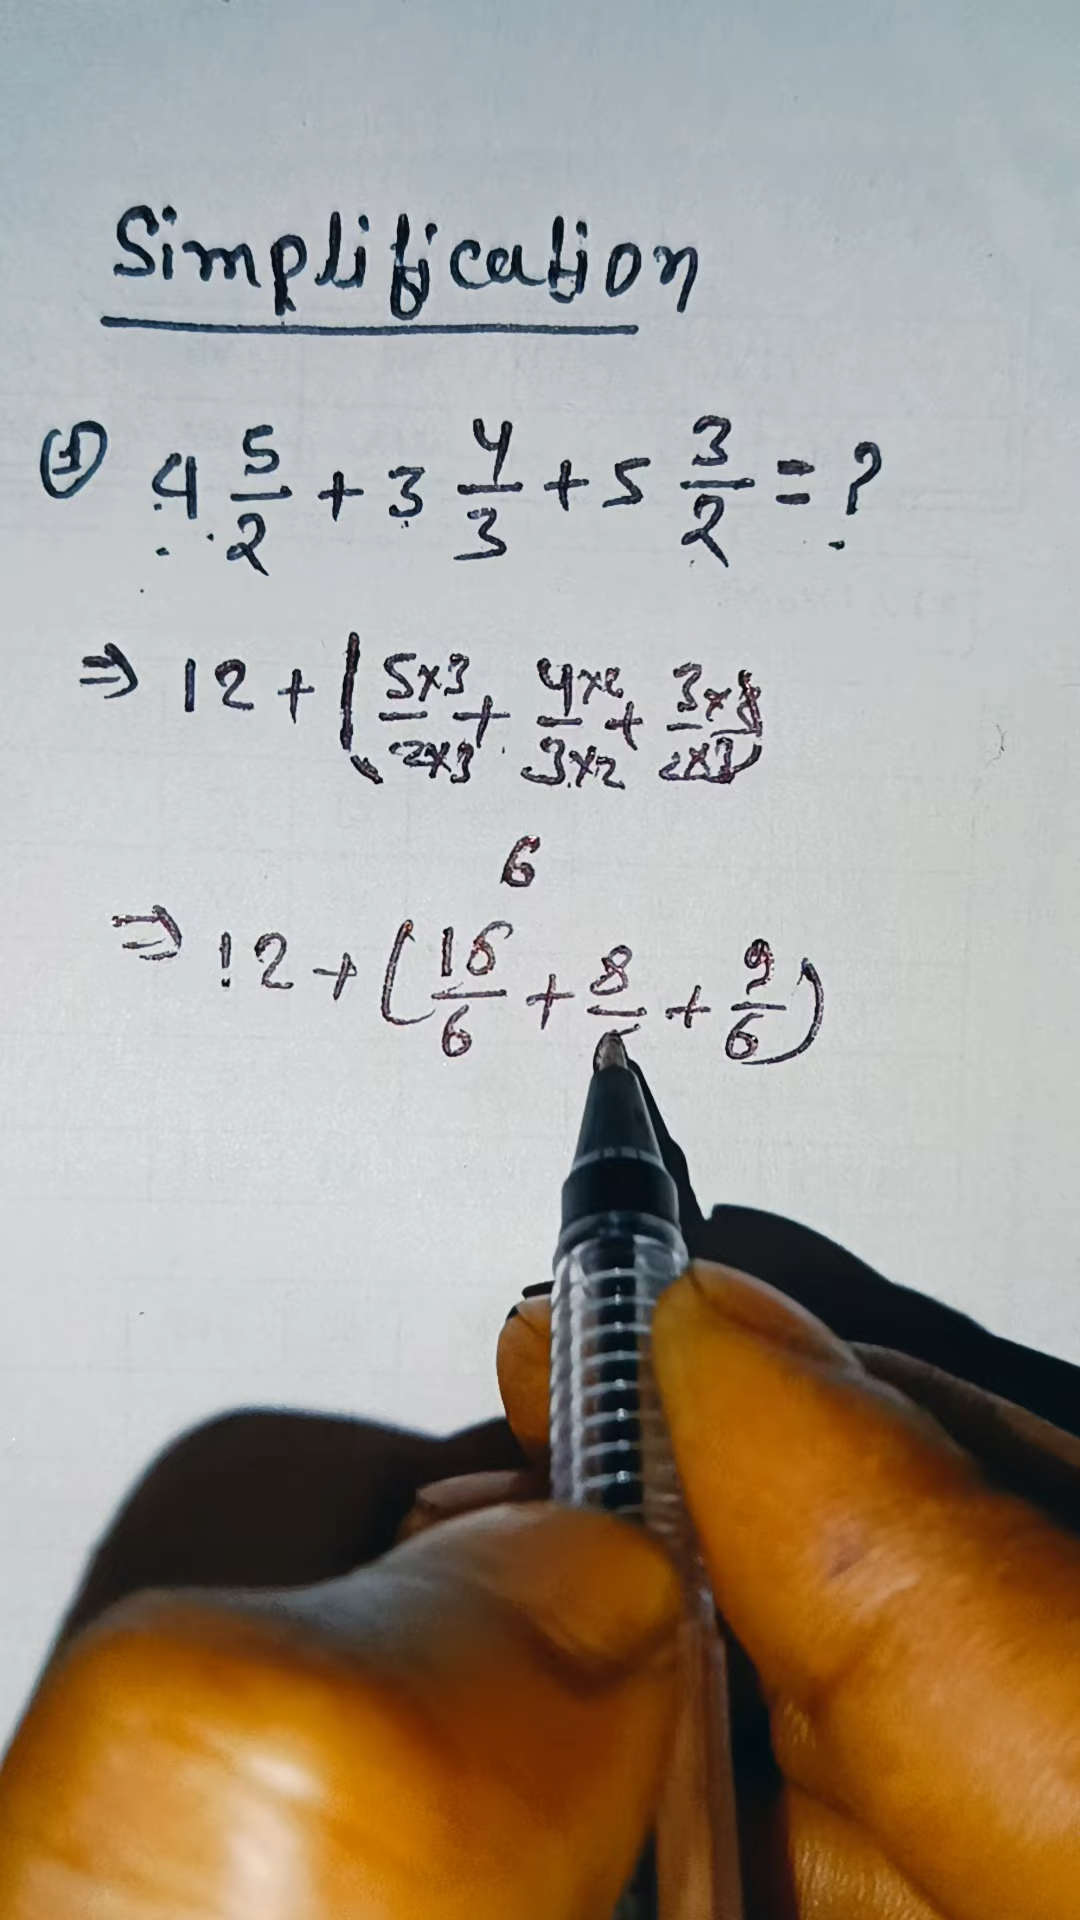 Simplification
① 4 5/2 + 3 4/3 + 5 3/2 = ?
⇒ 12 + (5×3/2×3 + 4×2/3×2 + 3×3/2×3)
6
⇒ 12 + (15/6 + 8/6 + 9/6)